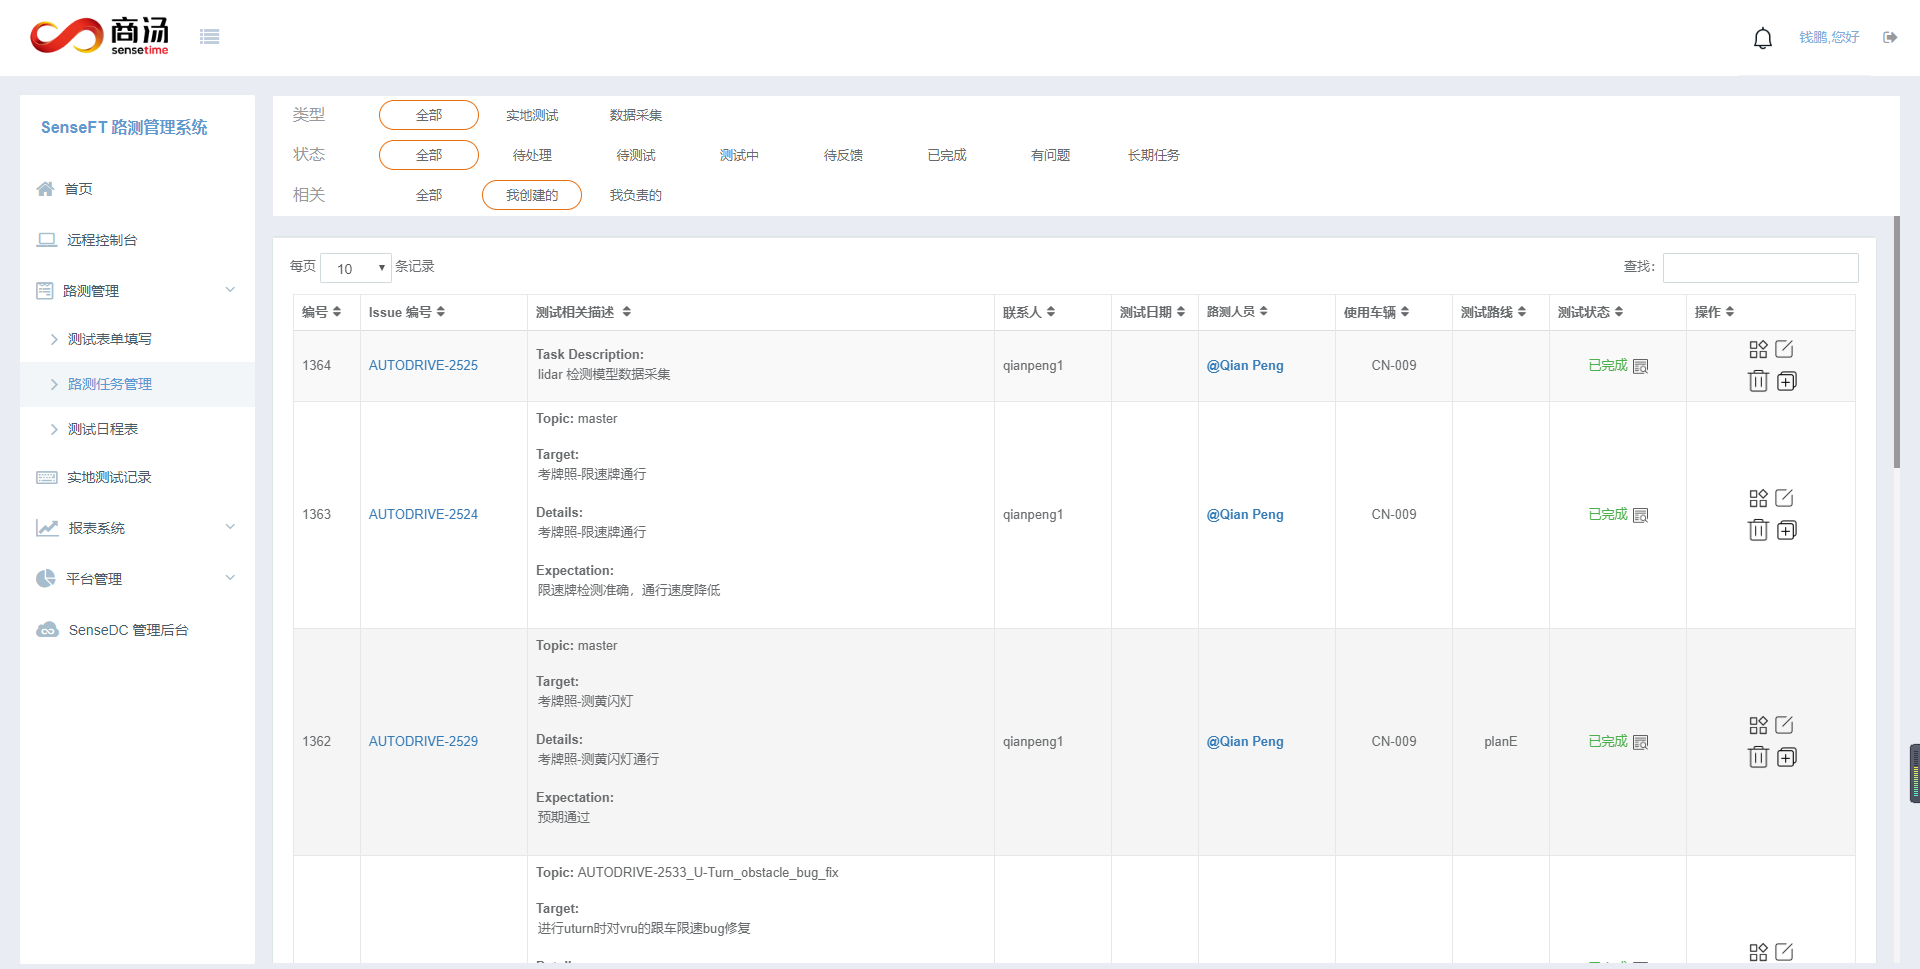 商汤
sensetime
钱鹏,您好
SenseFT 路测管理系统
首页
远程控制台
路测管理
测试表单填写
路测任务管理
测试日程表
实地测试记录
报表系统
平台管理
SenseDC 管理后台
类型 全部 实地测试 数据采集
状态 全部 待处理 待测试 测试中 待反馈 已完成 有问题 长期任务
相关 全部 我创建的 我负责的
每页 10 条记录 查找:
编号 Issue 编号 测试相关描述 联系人 测试日期 路测人员 使用车辆 测试路线 测试状态 操作
1364 AUTODRIVE-2525
Task Description:
lidar 检测模型数据采集
qianpeng1 @Qian Peng CN-009 已完成
1363 AUTODRIVE-2524
Topic: master
Target:
考牌照-限速牌通行
Details:
考牌照-限速牌通行
Expectation:
限速牌检测准确，通行速度降低
qianpeng1 @Qian Peng CN-009 已完成
1362 AUTODRIVE-2529
Topic: master
Target:
考牌照-测黄闪灯
Details:
考牌照-测黄闪灯通行
Expectation:
预期通过
qianpeng1 @Qian Peng CN-009 planE 已完成
Topic: AUTODRIVE-2533_U-Turn_obstacle_bug_fix
Target:
进行uturn时对vru的跟车限速bug修复